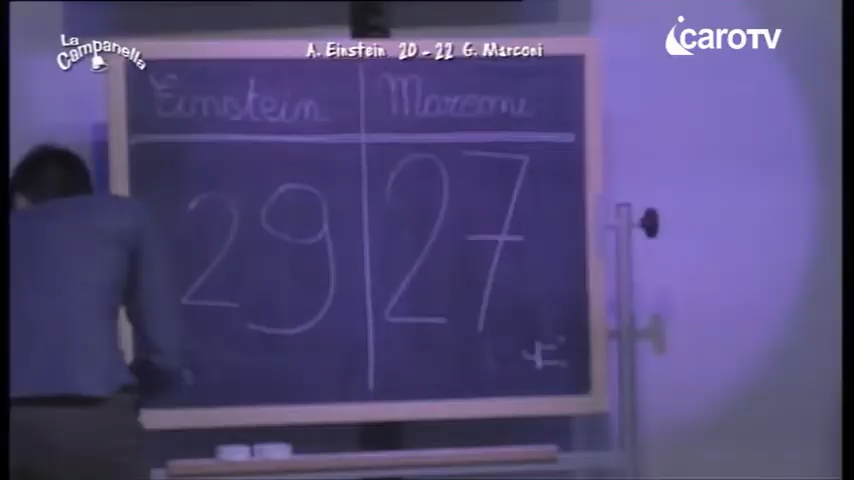 La
Campanella
A. Einstein 20 - 22 G. Marconi
icaroTV
Einstein
Marconi
29
27